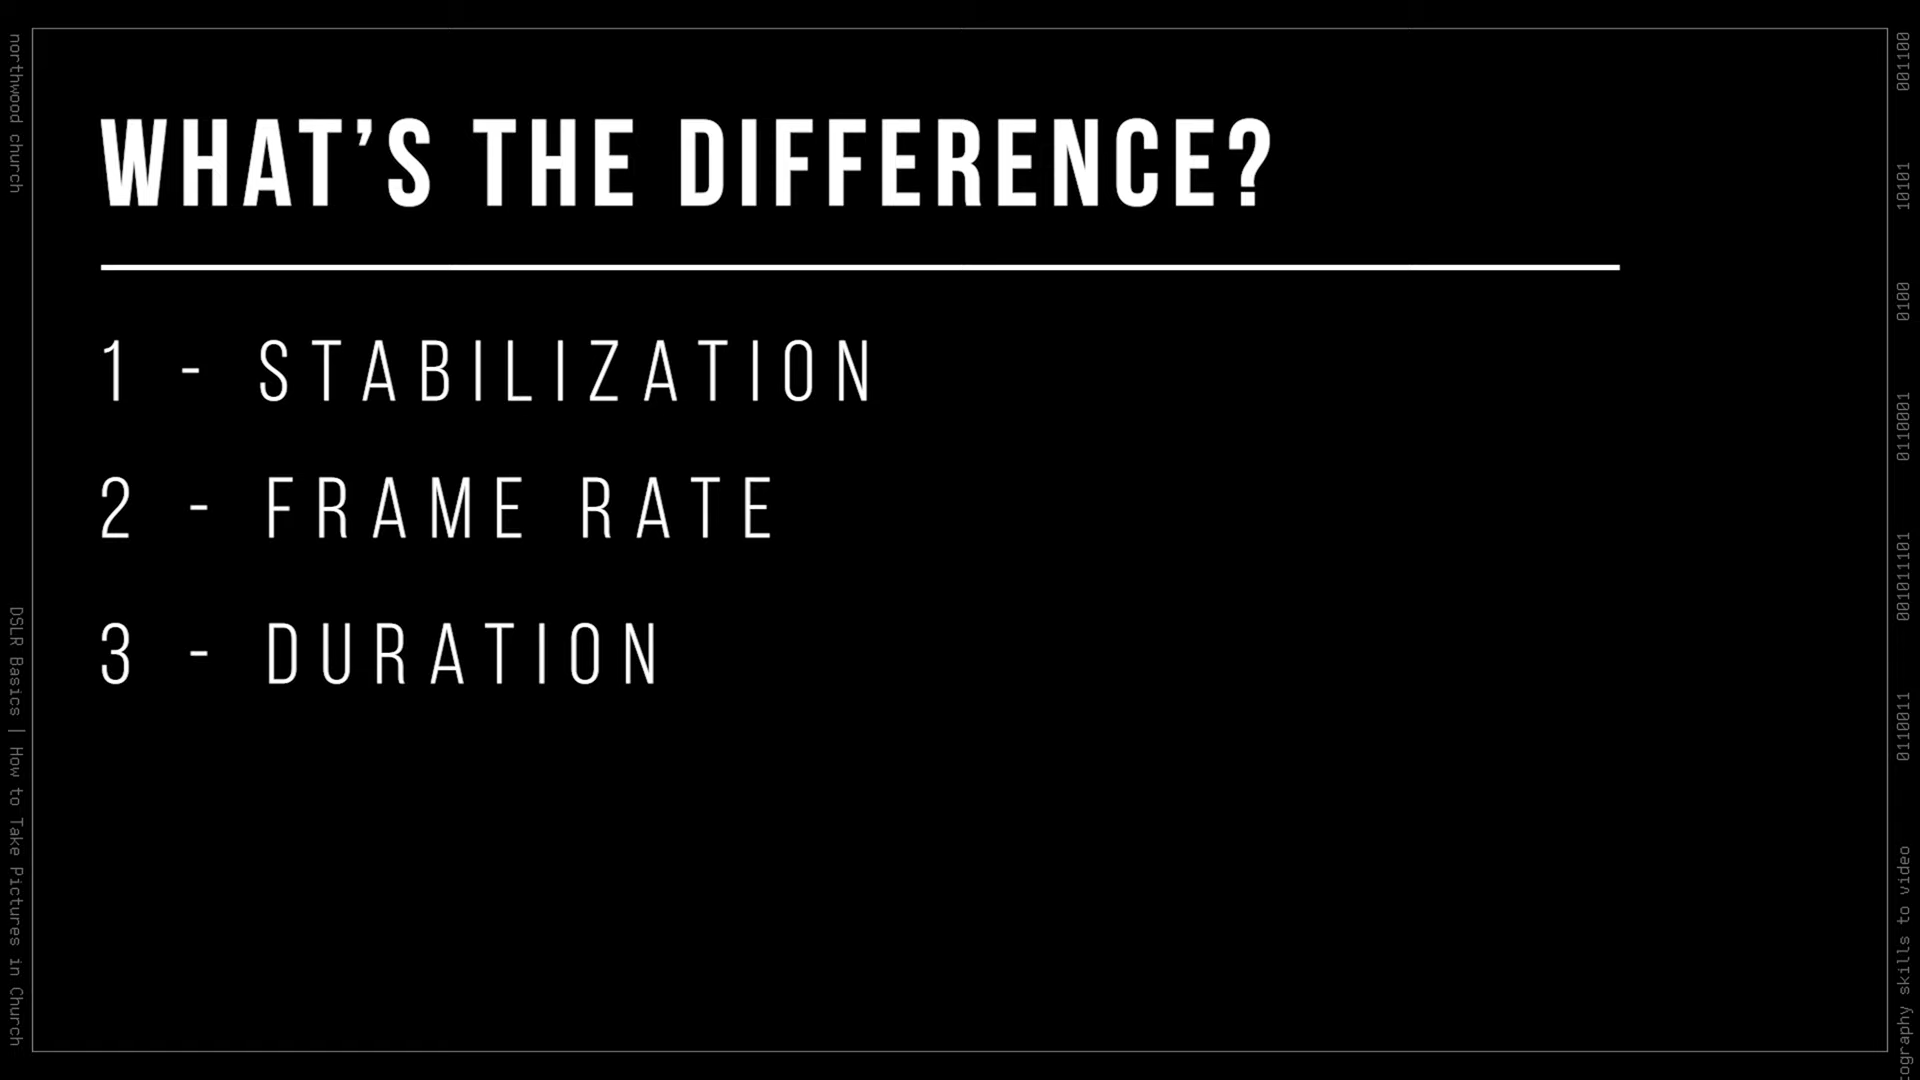 WHAT'S THE DIFFERENCE?
1 - STABILIZATION
2 - FRAME RATE
3 - DURATION
northwood church
DSLR Basics | How to Take Pictures in Church
001100
10101
0100
0110001
001011101
0110011
skills to video